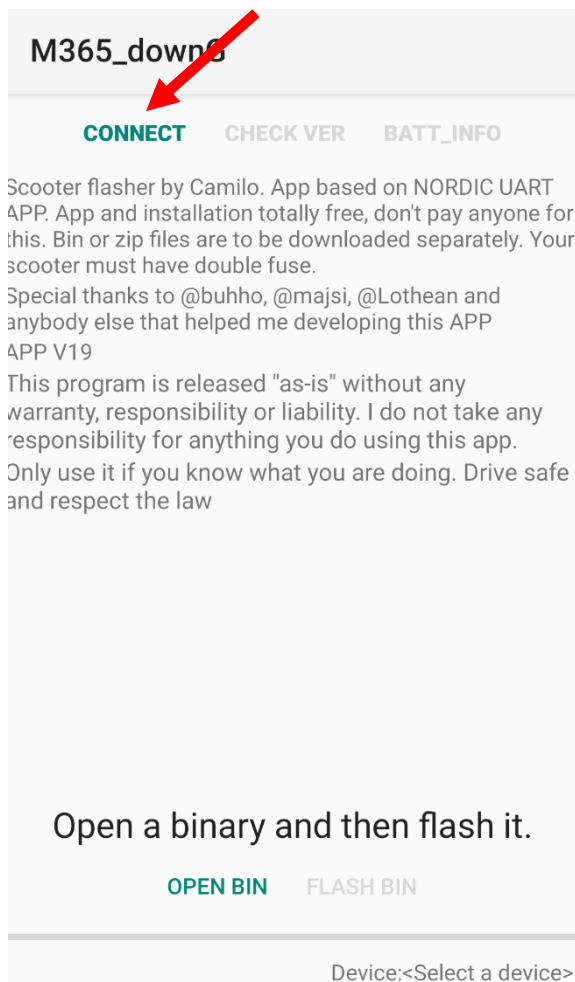 M365_downG
CONNECT CHECK VER BATT_INFO
Scooter flasher by Camilo. App based on NORDIC UART
APP. App and installation totally free, don't pay anyone for
this. Bin or zip files are to be downloaded separately. Your
scooter must have double fuse.
Special thanks to @buhho, @majsi, @Lothean and
anybody else that helped me developing this APP
APP V19
This program is released "as-is" without any
warranty, responsibility or liability. I do not take any
responsibility for anything you do using this app.
Only use it if you know what you are doing. Drive safe
and respect the law
Open a binary and then flash it.
OPEN BIN FLASH BIN
Device:<Select a device>